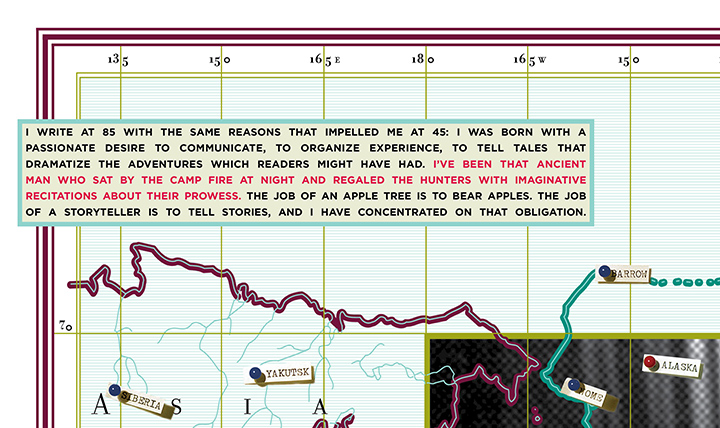 135 150 165 E 180 165 W 150
I WRITE AT 85 WITH THE SAME REASONS THAT IMPELLED ME AT 45: I WAS BORN WITH A
PASSIONATE DESIRE TO COMMUNICATE, TO ORGANIZE EXPERIENCE, TO TELL TALES THAT
DRAMATIZE THE ADVENTURES WHICH READERS MIGHT HAVE HAD. I'VE BEEN THAT ANCIENT
MAN WHO SAT BY THE CAMP FIRE AT NIGHT AND REGALED THE HUNTERS WITH IMAGINATIVE
RECITATIONS ABOUT THEIR PROWESS. THE JOB OF AN APPLE TREE IS TO BEAR APPLES. THE JOB
OF A STORYTELLER IS TO TELL STORIES, AND I HAVE CONCENTRATED ON THAT OBLIGATION.
BARROW
70
YAKUTSK
ALASKA
SIBERIA
NOME
A S I A